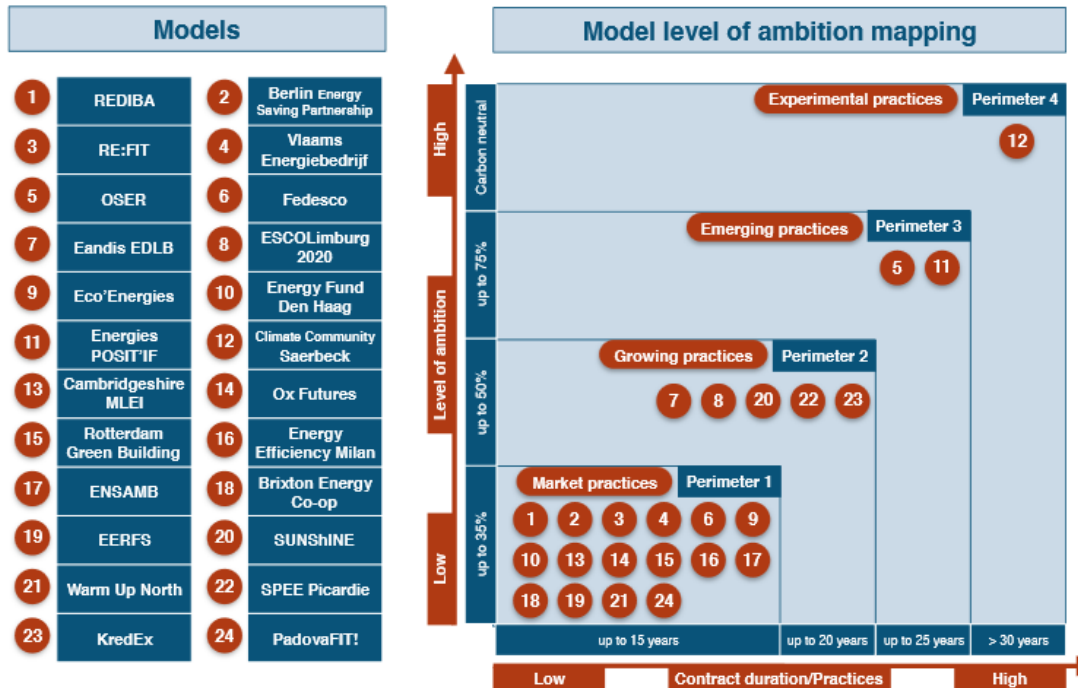 Models
1
REDIBA
2
Berlin Energy
Saving Partnership
3
RE:FIT
4
Vlaams
Energiebedrijf
5
OSER
6
Fedesco
7
Eandis EDLB
8
ESCOLimburg
2020
9
Eco'Energies
10
Energy Fund
Den Haag
11
Energies
POSIT'IF
12
Climate Community
Saerbeck
13
Cambridgeshire
MLEI
14
Ox Futures
15
Rotterdam
Green Building
16
Energy
Efficiency Milan
17
ENSAMB
18
Brixton Energy
Co-op
19
EERFS
20
SUNShINE
21
Warm Up North
22
SPEE Picardie
23
KredEx
24
PadovaFIT!
Model level of ambition mapping
High
Level of ambition
Low
Carbon neutral
Experimental practices
Perimeter 4
12
up to 75%
Emerging practices
Perimeter 3
5 11
up to 50%
Growing practices
Perimeter 2
7 8 20 22 23
up to 35%
Market practices
Perimeter 1
1 2 3 4 6 9
10 13 14 15 16 17
18 19 21 24
up to 15 years
up to 20 years
up to 25 years
> 30 years
Low
Contract duration/Practices
High